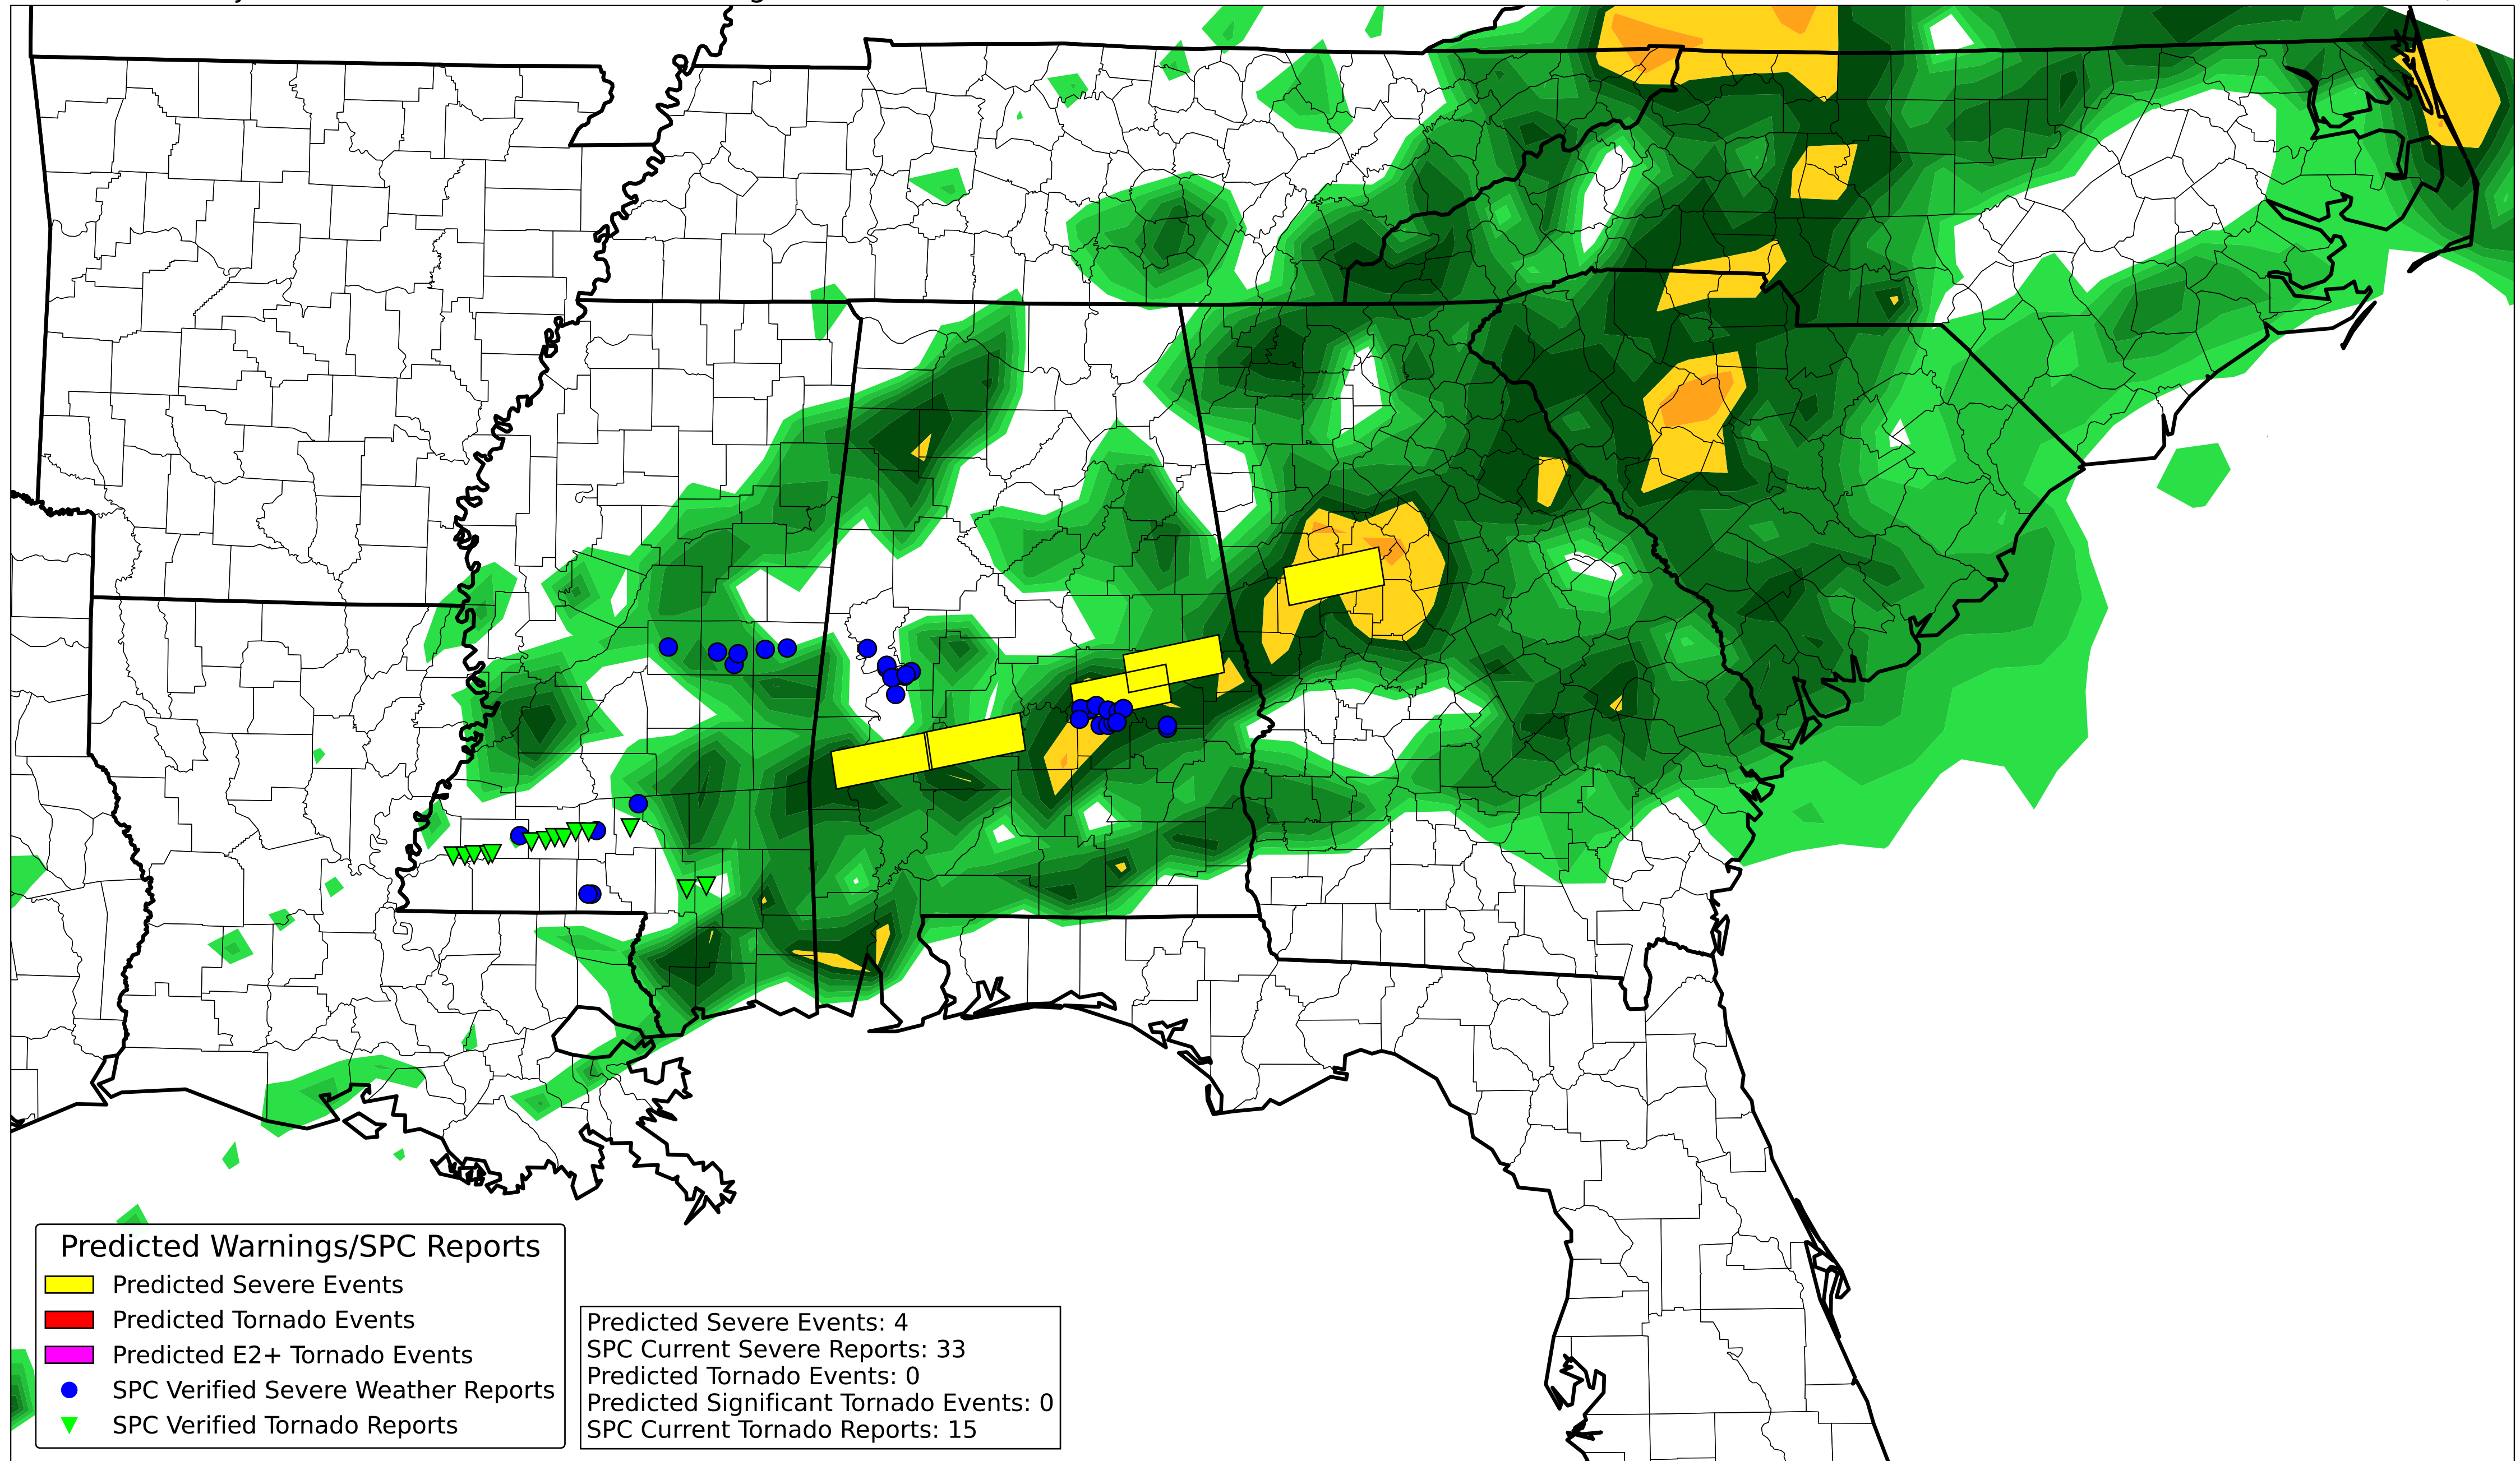 Predicted Warnings/SPC Reports
Predicted Severe Events
Predicted Tornado Events
Predicted E2+ Tornado Events
SPC Verified Severe Weather Reports
SPC Verified Tornado Reports
Predicted Severe Events: 4
SPC Current Severe Reports: 33
Predicted Tornado Events: 0
Predicted Significant Tornado Events: 0
SPC Current Tornado Reports: 15